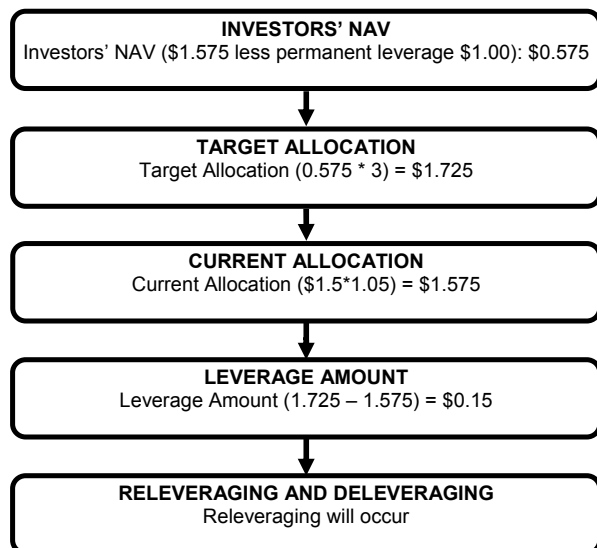 INVESTORS' NAV
Investors' NAV ($1.575 less permanent leverage $1.00): $0.575
TARGET ALLOCATION
Target Allocation (0.575 * 3) = $1.725
CURRENT ALLOCATION
Current Allocation ($1.5*1.05) = $1.575
LEVERAGE AMOUNT
Leverage Amount (1.725 – 1.575) = $0.15
RELEVERAGING AND DELEVERAGING
Releveraging will occur